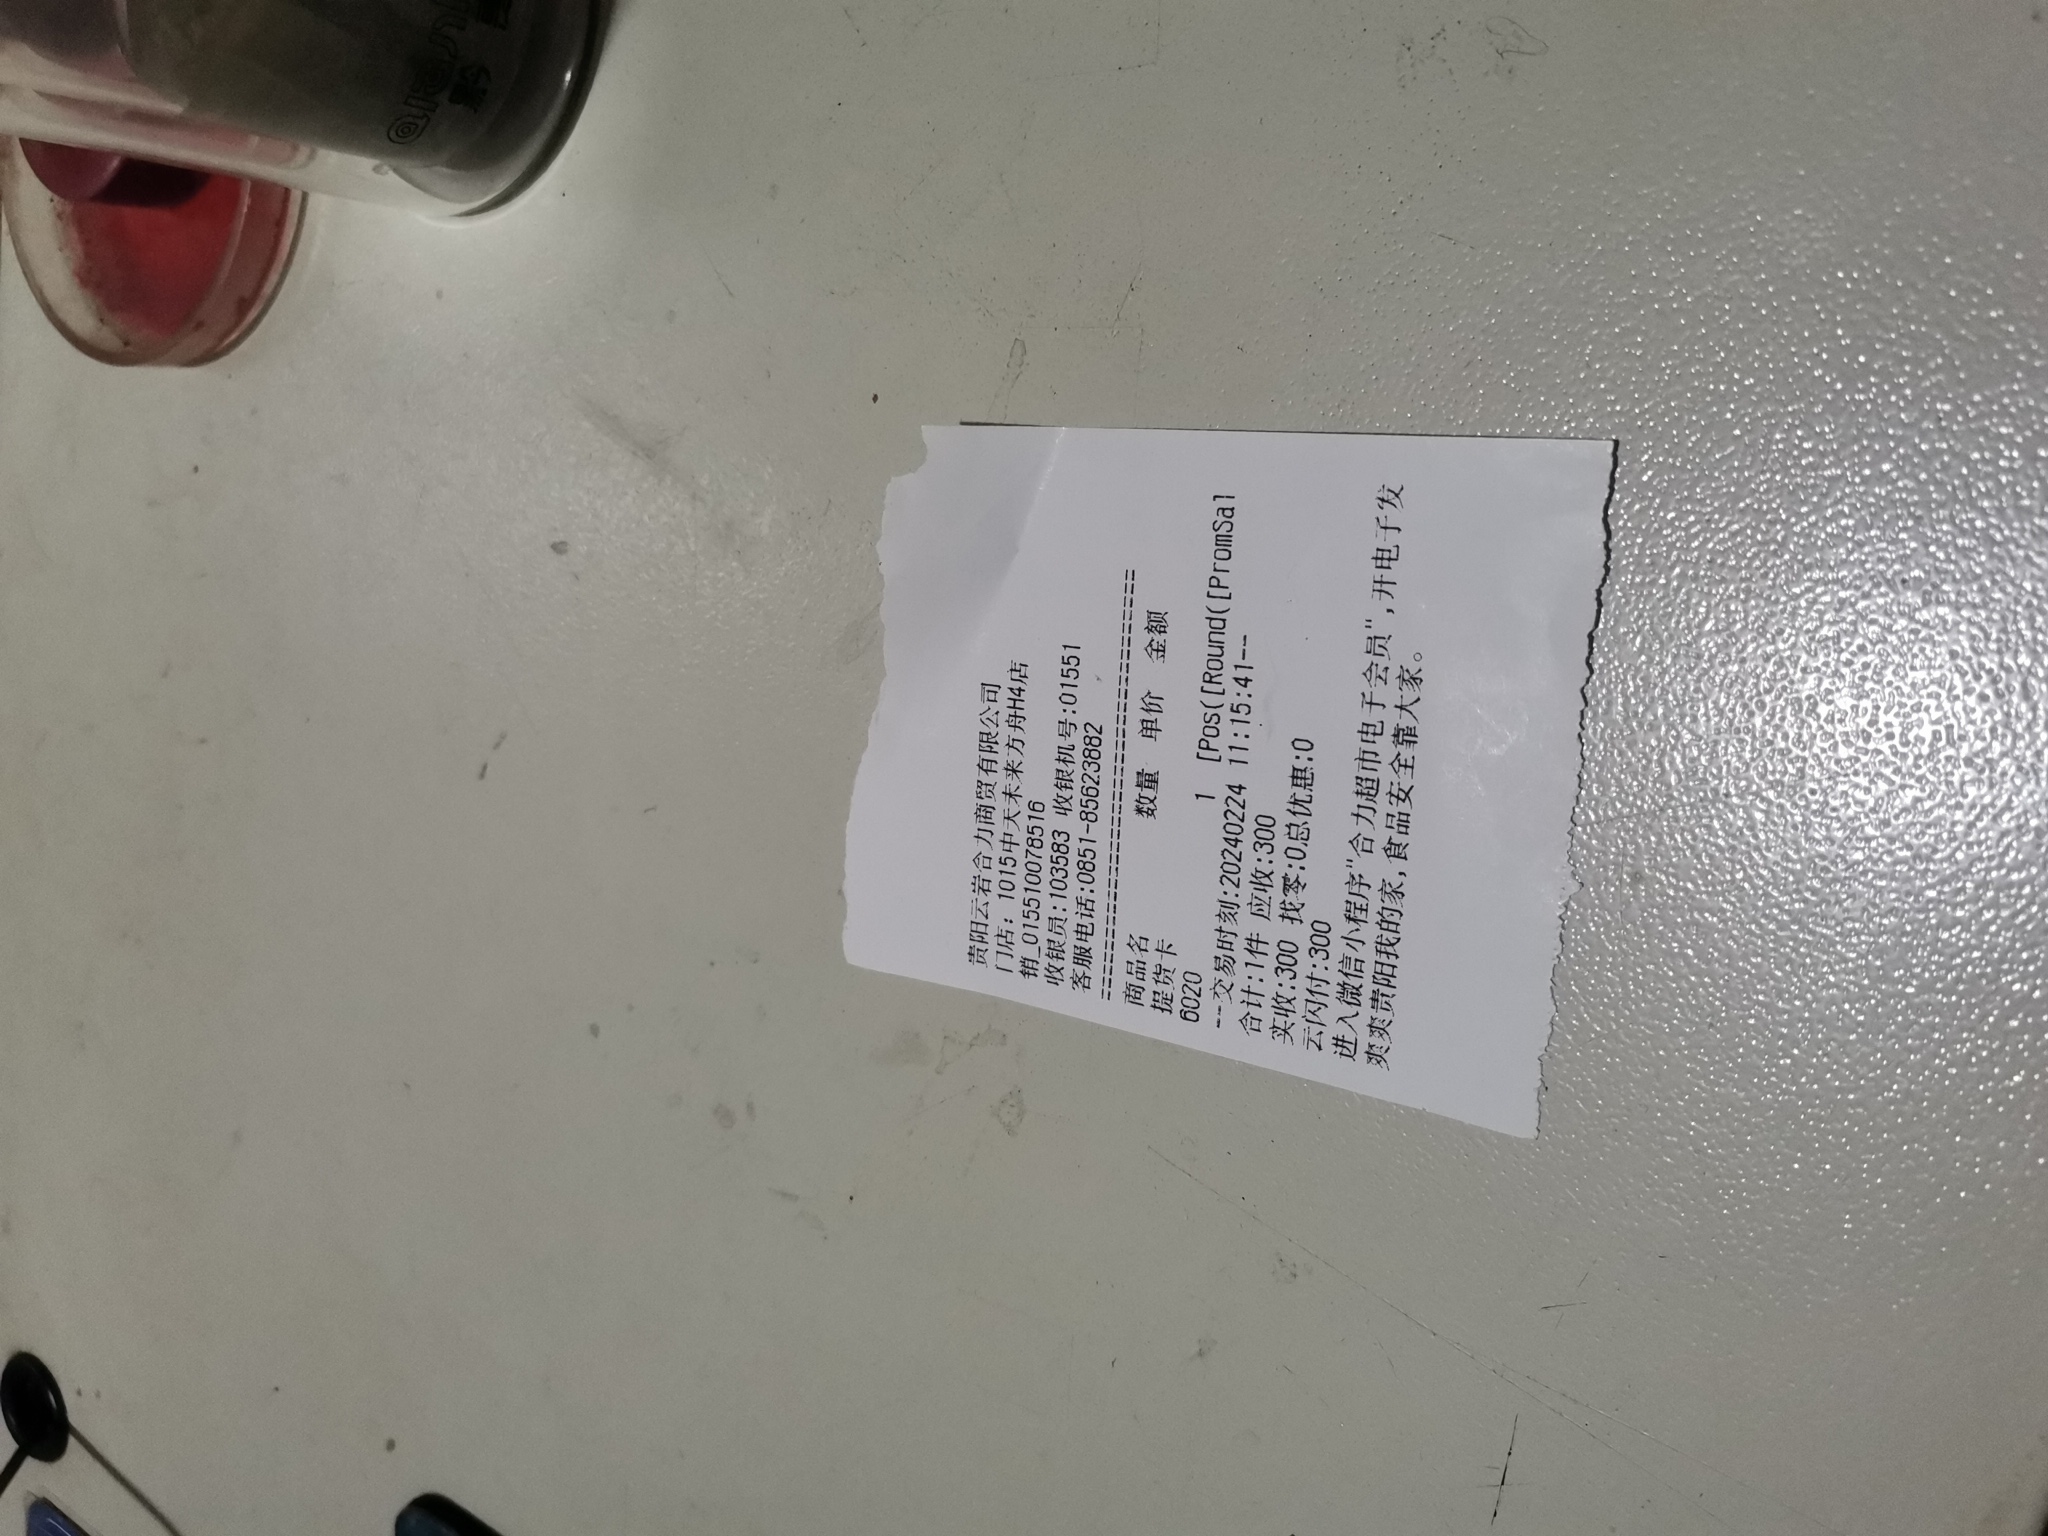 贵阳云岩合力商贸有限公司
门店: 1015中天未来方舟H4店
销_015510078516
收银员:103583 收银机号:01551
客服电话:0851-85623882
商品名 数量 单价 金额
提货卡
6020 1 [Pos([Round([PromSal
---交易时刻:20240224 11:15:41--
合计:1件 应收:300
实收:300 找零:0总优惠:0
云闪付:300
进入微信小程序"合力超市电子会员",开电子发
爽爽贵阳我的家,食品安全靠大家。